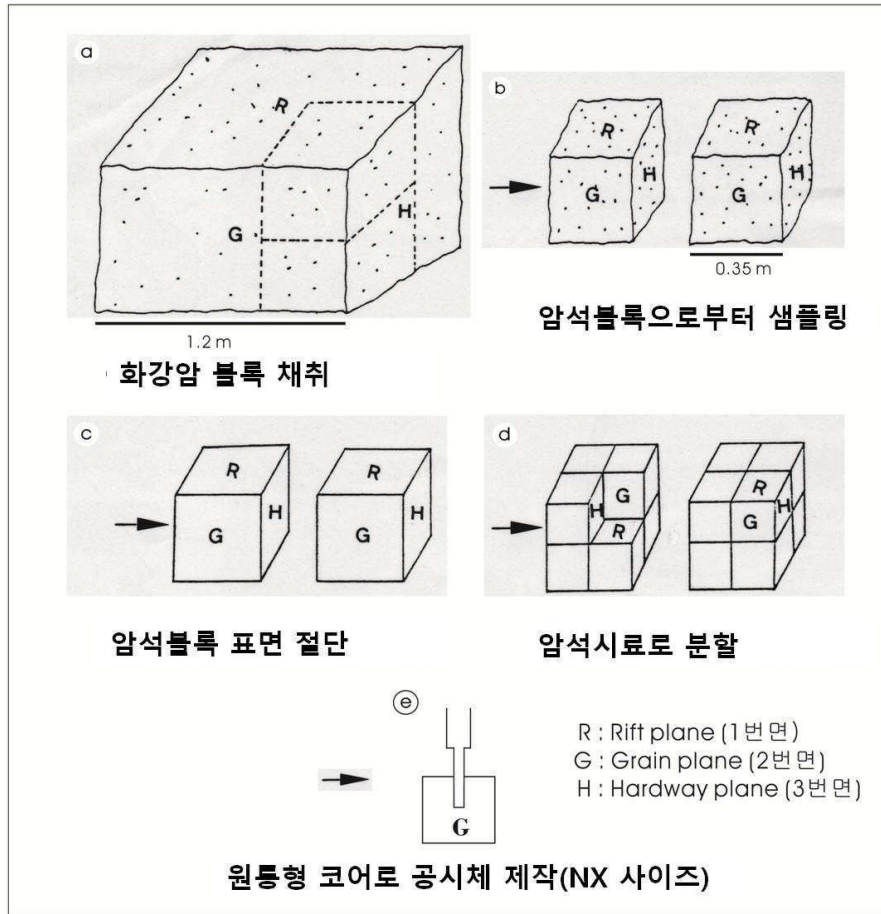 a
R
G
H
1.2 m
화강암 블록 채취
b
R
R
G
H
G
H
0.35 m
암석블록으로부터 샘플링
c
R
R
G
H
G
H
암석블록 표면 절단
d
G
H
R
R
G
H
암석시료로 분할
e
G
R : Rift plane (1번면)
G : Grain plane (2번면)
H : Hardway plane (3번면)
원통형 코어로 공시체 제작(NX 사이즈)